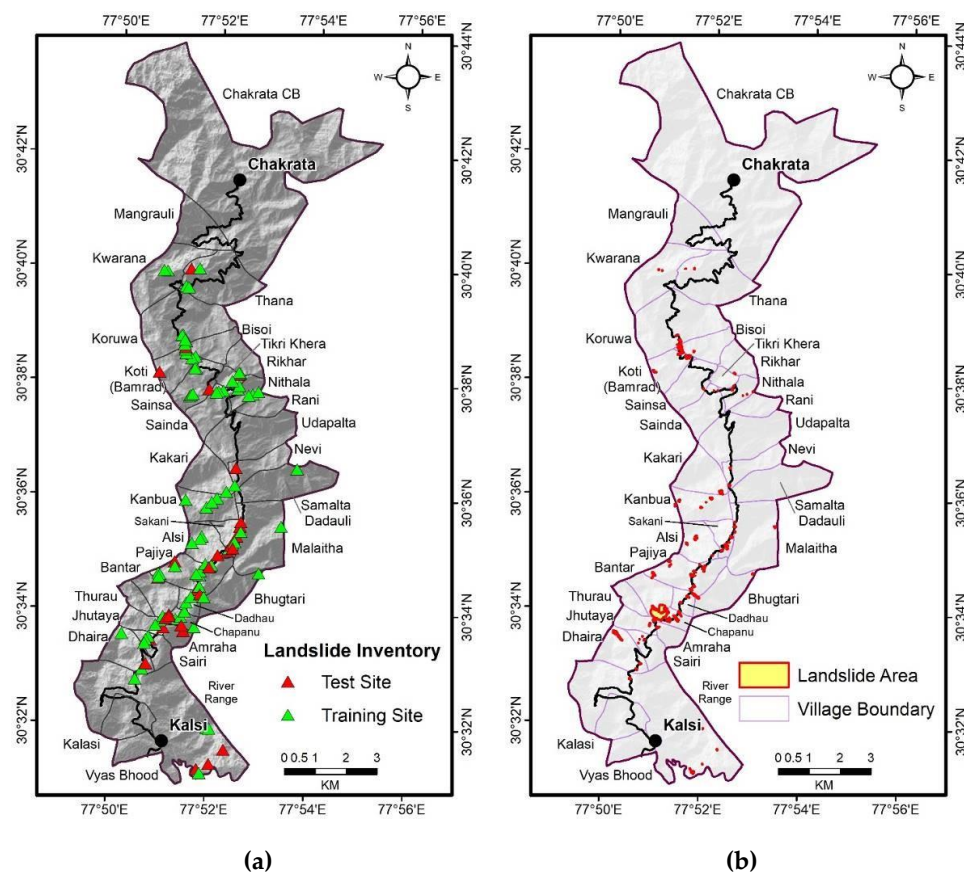 77°50'E 77°52'E 77°54'E 77°56'E
30°44'N
30°42'N
30°40'N
30°38'N
30°36'N
30°34'N
30°32'N
N
W E
S
Chakrata CB
Chakrata
Mangrauli
Kwarana
Thana
Koruwa
Bisoi
Tikri Khera
Rikhar
Koti
(Bamrad)
Nithala
Sainsa
Rani
Sainda
Udapalta
Nevi
Kakari
Kanbua
Samalta
Dadauli
Sakani
Alsi
Malaitha
Pajiya
Bantar
Bhugtari
Thurau
Jhutaya
Dadhau
Chapanu
Dhaira
Amraha
Sairi
Landslide Inventory
Test Site
Training Site
River
Range
Kalsi
Kalasi
Vyas Bhood
0 0.5 1 2 3
KM
30°42'N
30°40'N
30°38'N
30°36'N
30°34'N
30°32'N
77°50'E 77°52'E 77°54'E 77°56'E
(a)
77°50'E 77°52'E 77°54'E 77°56'E
30°44'N
30°42'N
30°40'N
30°38'N
30°36'N
30°34'N
30°32'N
N
W E
S
Chakrata CB
Chakrata
Mangrauli
Kwarana
Thana
Koruwa
Bisoi
Tikri Khera
Rikhar
Koti
(Bamrad)
Nithala
Sainsa
Rani
Sainda
Udapalta
Nevi
Kakari
Kanbua
Samalta
Dadauli
Sakani
Alsi
Malaitha
Pajiya
Bantar
Bhugtari
Thurau
Jhutaya
Dadhau
Chapanu
Dhaira
Amraha
Sairi
Landslide Area
Village Boundary
River
Range
Kalsi
Kalasi
Vyas Bhood
0 0.5 1 2 3
KM
30°42'N
30°40'N
30°38'N
30°36'N
30°34'N
30°32'N
77°50'E 77°52'E 77°54'E 77°56'E
(b)